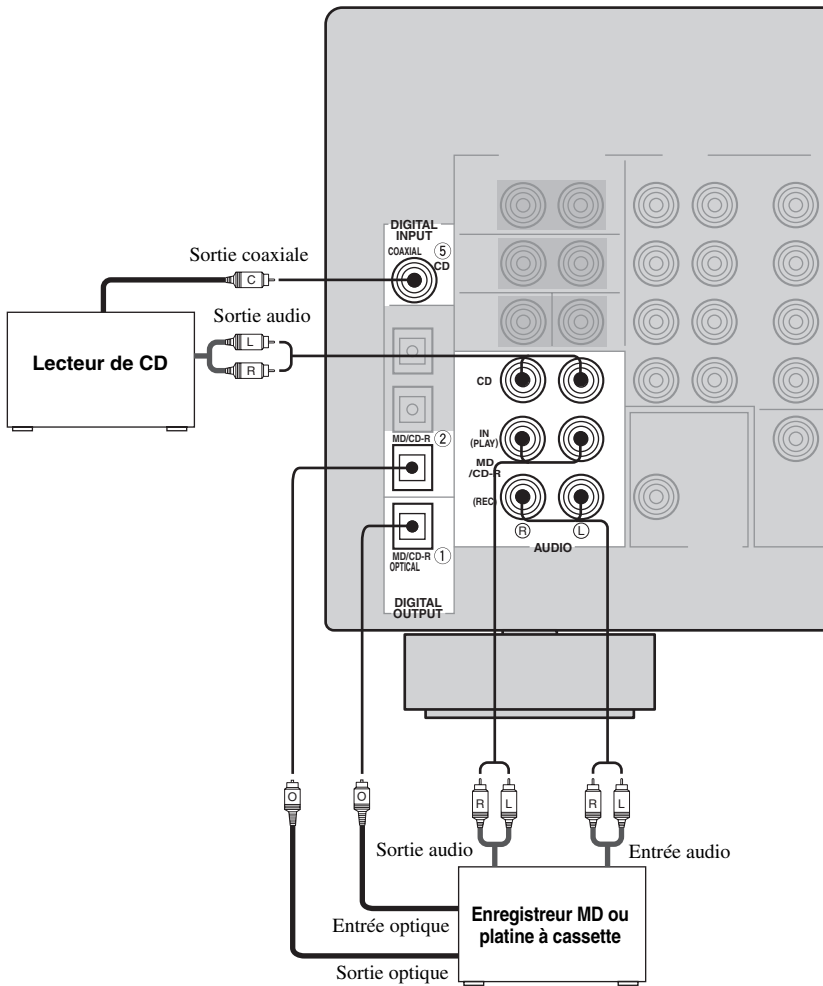 DIGITAL
INPUT
COAXIAL ⑤
CD
Sortie coaxiale
C
Sortie audio
L
R
Lecteur de CD
CD
MD/CD-R ②
IN
(PLAY)
MD
/CD-R
(REC)
Ⓡ Ⓛ
AUDIO
MD/CD-R ①
OPTICAL
DIGITAL
OUTPUT
O O
R L R L
Sortie audio
Entrée audio
Enregistreur MD ou
platine à cassette
Entrée optique
Sortie optique